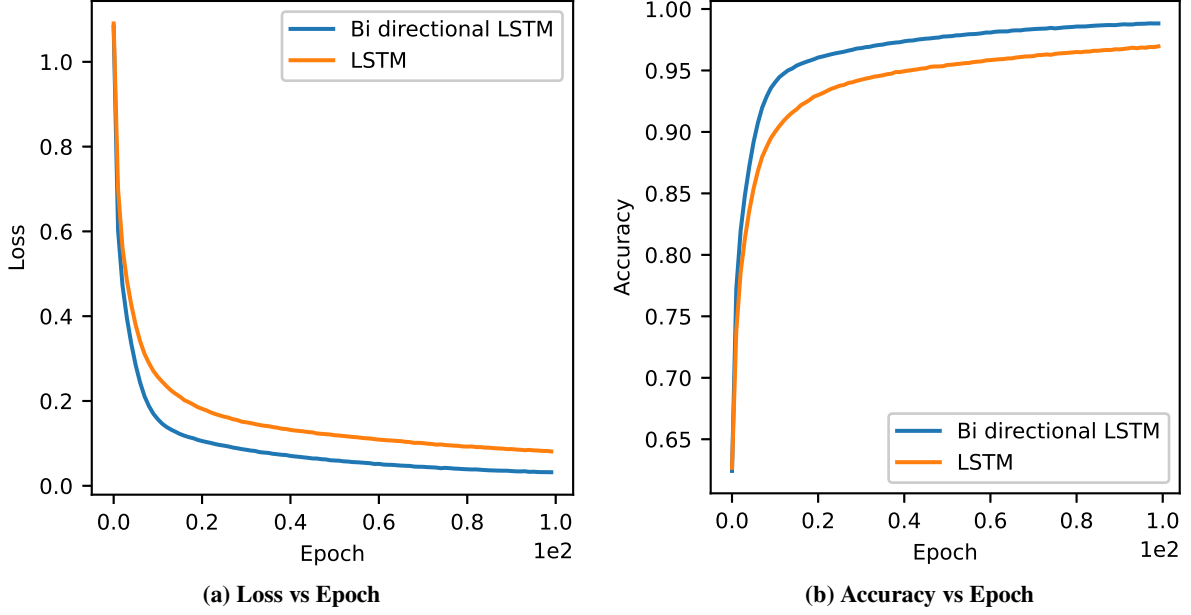 Bi directional LSTM
LSTM
1.0
0.8
0.6
0.4
0.2
0.0
Loss
0.0 0.2 0.4 0.6 0.8 1.0
1e2
Epoch
(a) Loss vs Epoch
1.00
0.95
0.90
0.85
0.80
0.75
0.70
0.65
Accuracy
Bi directional LSTM
LSTM
0.0 0.2 0.4 0.6 0.8 1.0
1e2
Epoch
(b) Accuracy vs Epoch